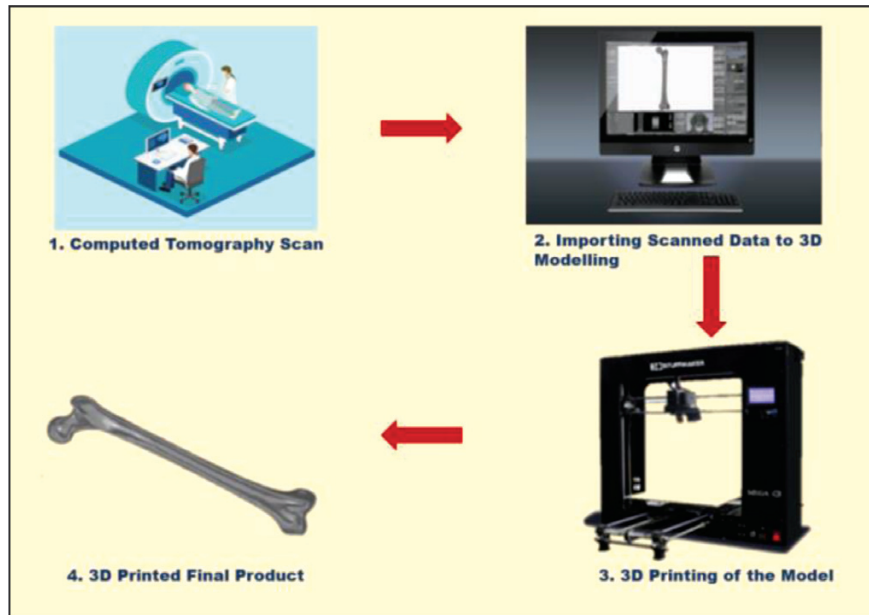 1. Computed Tomography Scan
2. Importing Scanned Data to 3D
Modelling
3. 3D Printing of the Model
4. 3D Printed Final Product